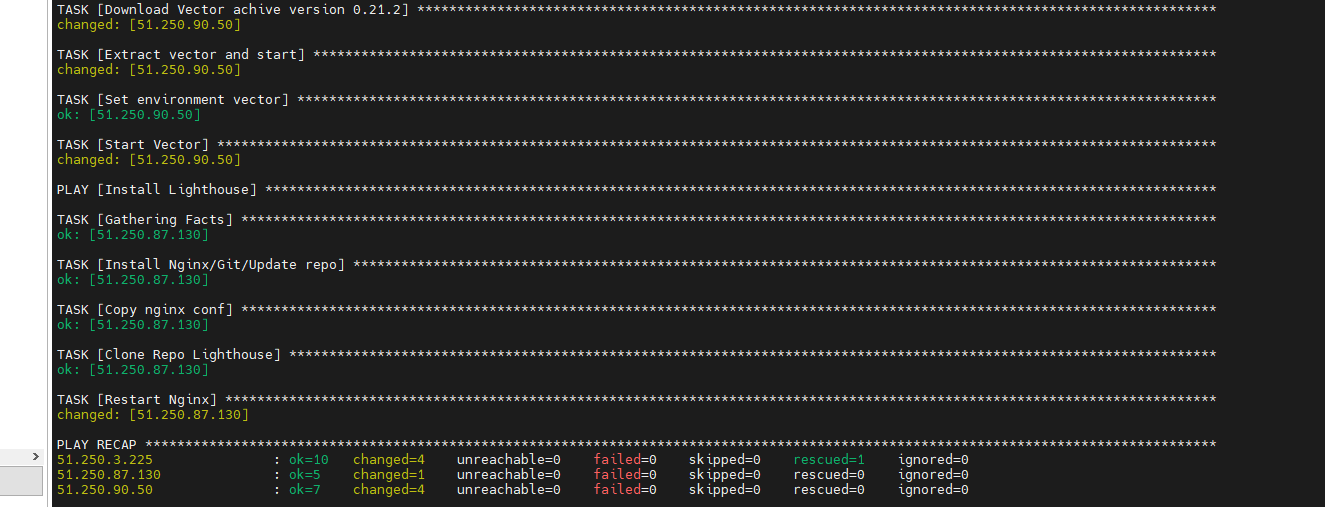 TASK [Download Vector achive version 0.21.2] ****************************************************************************************************
changed: [51.250.90.50]
TASK [Extract vector and start] *****************************************************************************************************************
changed: [51.250.90.50]
TASK [Set environment vector] *******************************************************************************************************************
ok: [51.250.90.50]
TASK [Start Vector] *****************************************************************************************************************************
changed: [51.250.90.50]
PLAY [Install Lighthouse] ***********************************************************************************************************************
TASK [Gathering Facts] **************************************************************************************************************************
ok: [51.250.87.130]
TASK [Install Nginx/Git/Update repo] ************************************************************************************************************
ok: [51.250.87.130]
TASK [Copy nginx conf] **************************************************************************************************************************
ok: [51.250.87.130]
TASK [Clone Repo Lighthouse] ********************************************************************************************************************
ok: [51.250.87.130]
TASK [Restart Nginx] ****************************************************************************************************************************
changed: [51.250.87.130]
PLAY RECAP **************************************************************************************************************************************
51.250.3.225 : ok=10 changed=4 unreachable=0 failed=0 skipped=0 rescued=1 ignored=0
51.250.87.130 : ok=5 changed=1 unreachable=0 failed=0 skipped=0 rescued=0 ignored=0
51.250.90.50 : ok=7 changed=4 unreachable=0 failed=0 skipped=0 rescued=0 ignored=0